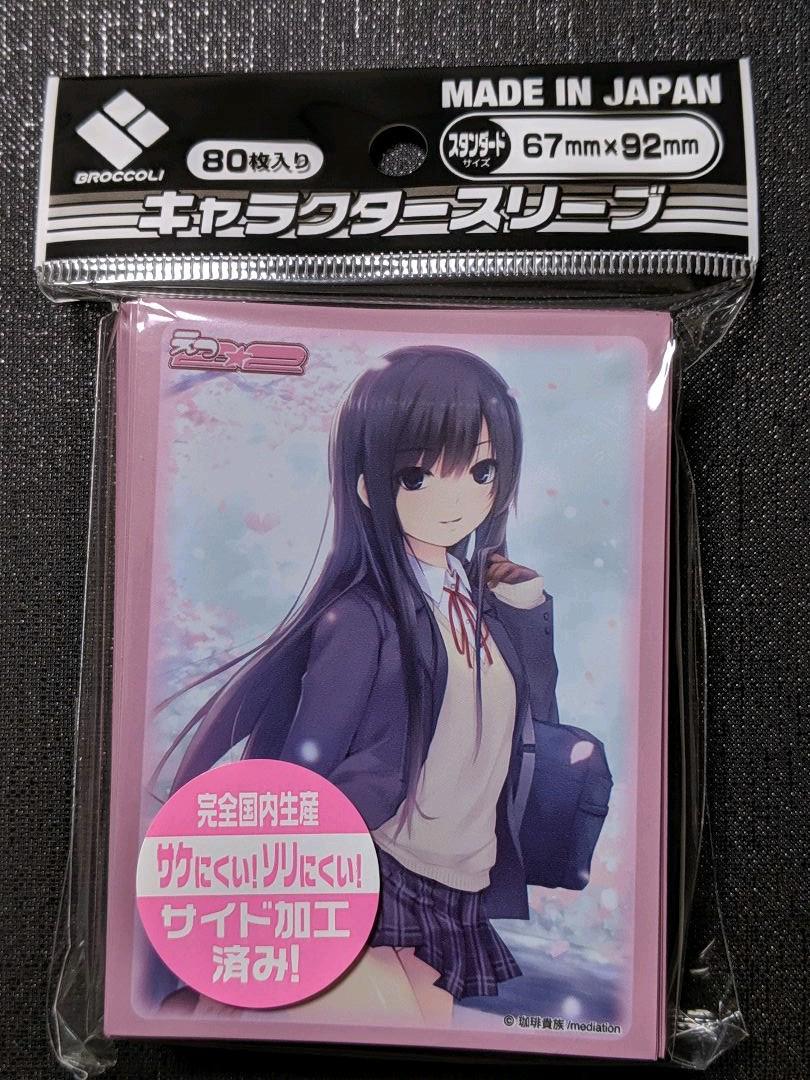 MADE IN JAPAN
BROCCOLI
80枚入り
スタンダード
サイズ
67mm×92mm
キャラクタースリーブ
えつ
完全国内生産
サケにくい!ソリにくい!
サイド加工
済み!
© 珈琲貴族/mediation